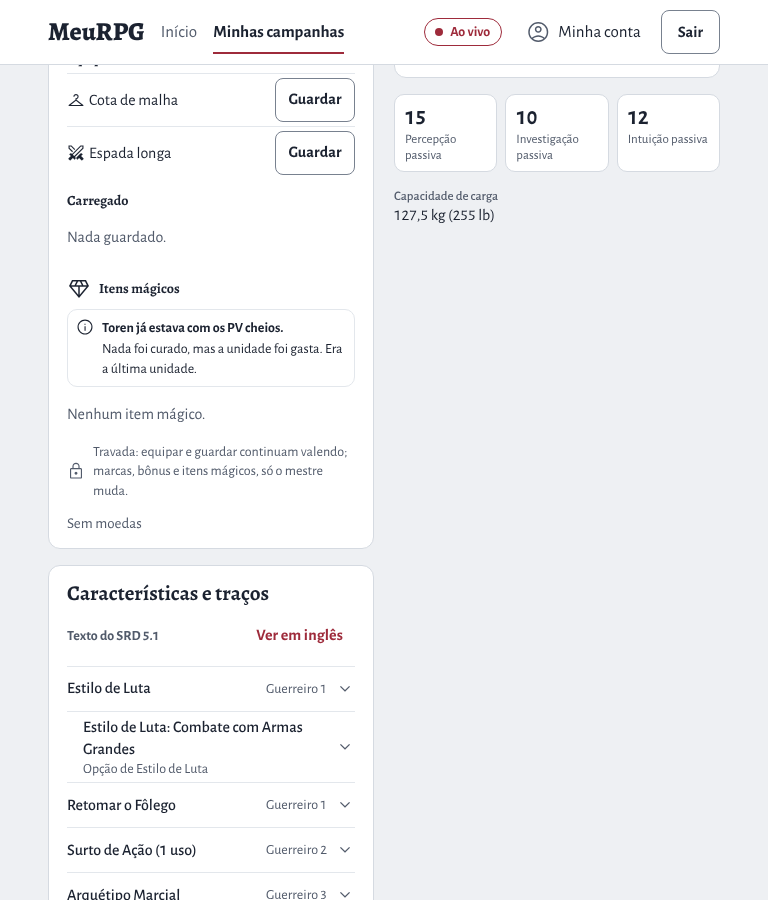 MeuRPG
Início
Minhas campanhas
Ao vivo
Minha conta
Sair
Cota de malha
Guardar
Espada longa
Guardar
Carregado
Nada guardado.
Itens mágicos
Toren já estava com os PV cheios.
Nada foi curado, mas a unidade foi gasta. Era
a última unidade.
Nenhum item mágico.
Travada: equipar e guardar continuam valendo;
marcas, bônus e itens mágicos, só o mestre
muda.
Sem moedas
Características e traços
Texto do SRD 5.1
Ver em inglês
Estilo de Luta
Guerreiro 1
Estilo de Luta: Combate com Armas
Grandes
Opção de Estilo de Luta
Retomar o Fôlego
Guerreiro 1
Surto de Ação (1 uso)
Guerreiro 2
Arquétipo Marcial
Guerreiro 3
15
Percepção
passiva
10
Investigação
passiva
12
Intuição passiva
Capacidade de carga
127,5 kg (255 lb)